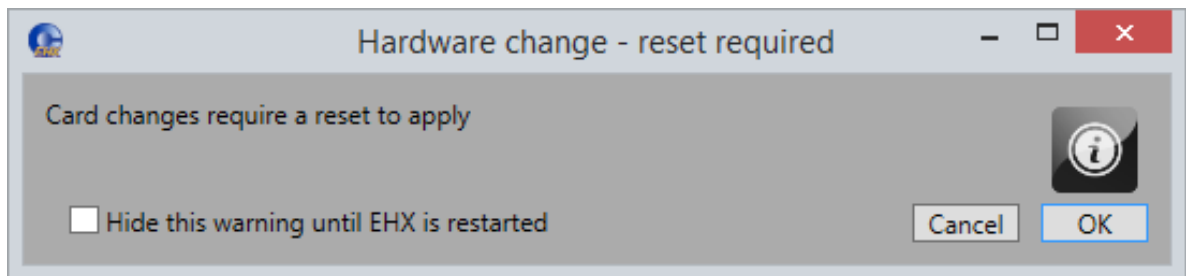 EHX
Hardware change - reset required
Card changes require a reset to apply
Hide this warning until EHX is restarted
Cancel
OK